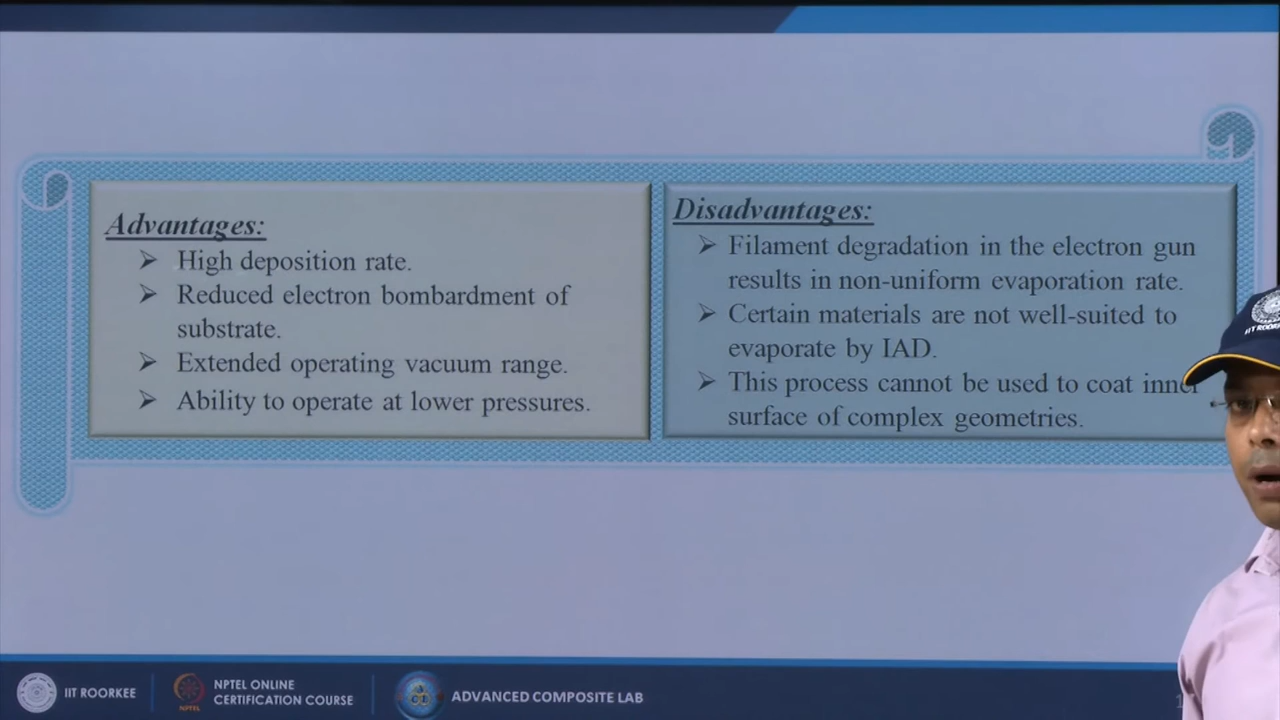 Advantages:
➢ High deposition rate.
➢ Reduced electron bombardment of
substrate.
➢ Extended operating vacuum range.
➢ Ability to operate at lower pressures.
Disadvantages:
➢ Filament degradation in the electron gun
results in non-uniform evaporation rate.
➢ Certain materials are not well-suited to
evaporate by IAD.
➢ This process cannot be used to coat inner
surface of complex geometries.
IIT ROORKEE
NPTEL
NPTEL ONLINE
CERTIFICATION COURSE
ADVANCED COMPOSITE LAB